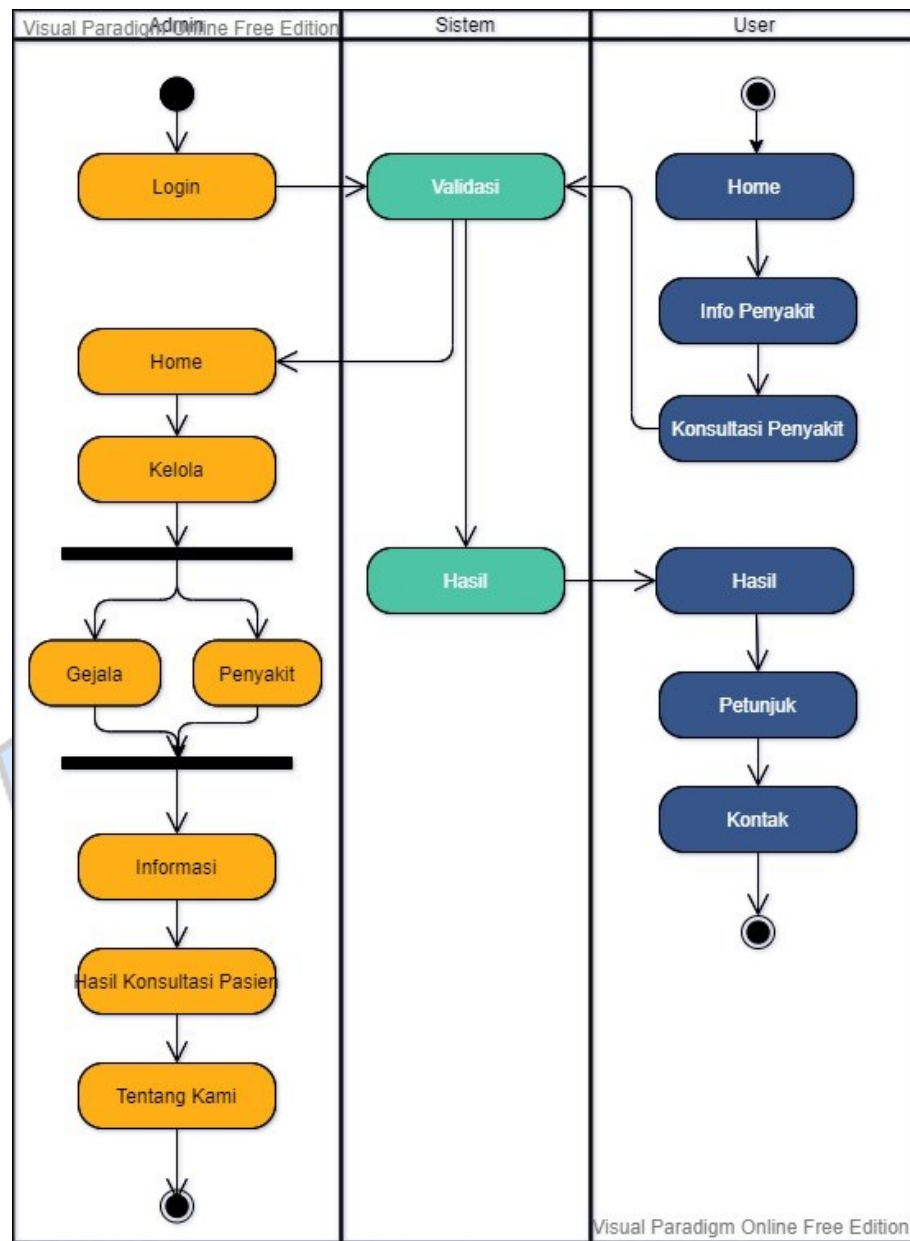 Visual Paradigm Online Free Edition
Admin
Sistem
User
Login
Validasi
Home
Info Penyakit
Home
Konsultasi Penyakit
Kelola
Hasil
Hasil
Gejala
Penyakit
Petunjuk
Kontak
Informasi
Hasil Konsultasi Pasien
Tentang Kami
Visual Paradigm Online Free Edition